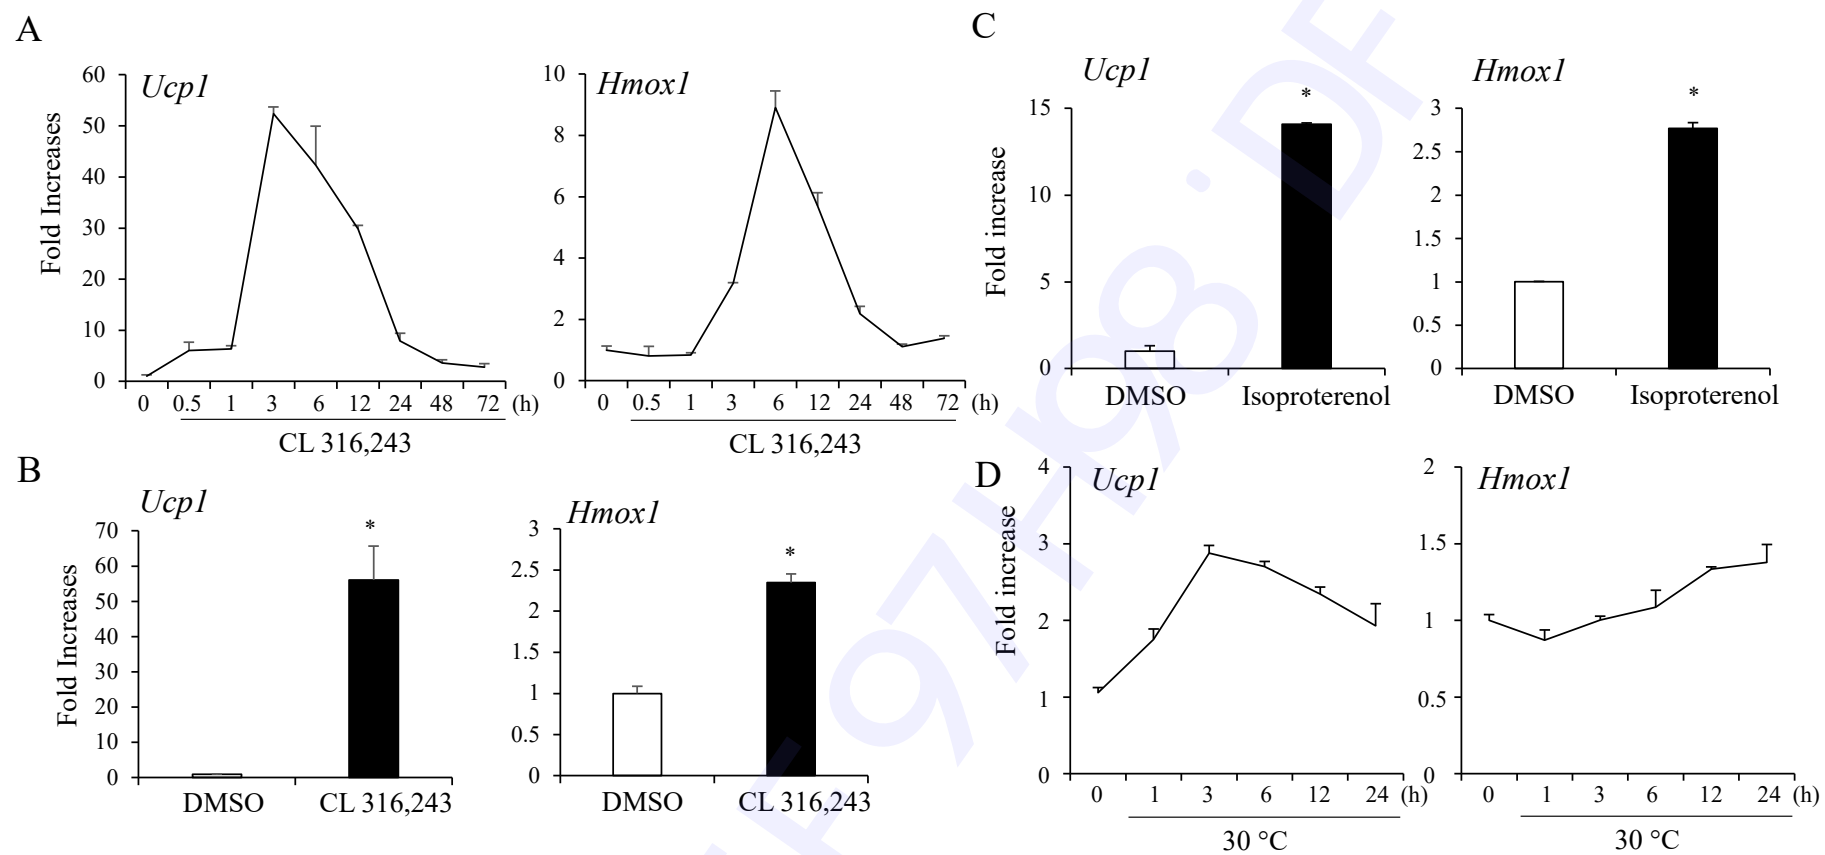 A
Ucp1
Fold Increases
60
50
40
30
20
10
0
0 0.5 1 3 6 12 24 48 72 (h)
CL 316,243
Hmox1
10
8
6
4
2
0
0 0.5 1 3 6 12 24 48 72 (h)
CL 316,243
B
Ucp1
Fold Increases
70
60
50
40
30
20
10
0
*
DMSO CL 316,243
Hmox1
3
2.5
2
1.5
1
0.5
0
*
DMSO CL 316,243
C
Ucp1
Fold increase
15
10
5
0
*
DMSO Isoproterenol
Hmox1
3
2.5
2
1.5
1
0.5
0
*
DMSO Isoproterenol
D
Ucp1
Fold increase
4
3
2
1
0
0 1 3 6 12 24 (h)
30 °C
Hmox1
2
1.5
1
0.5
0
0 1 3 6 12 24 (h)
30 °C